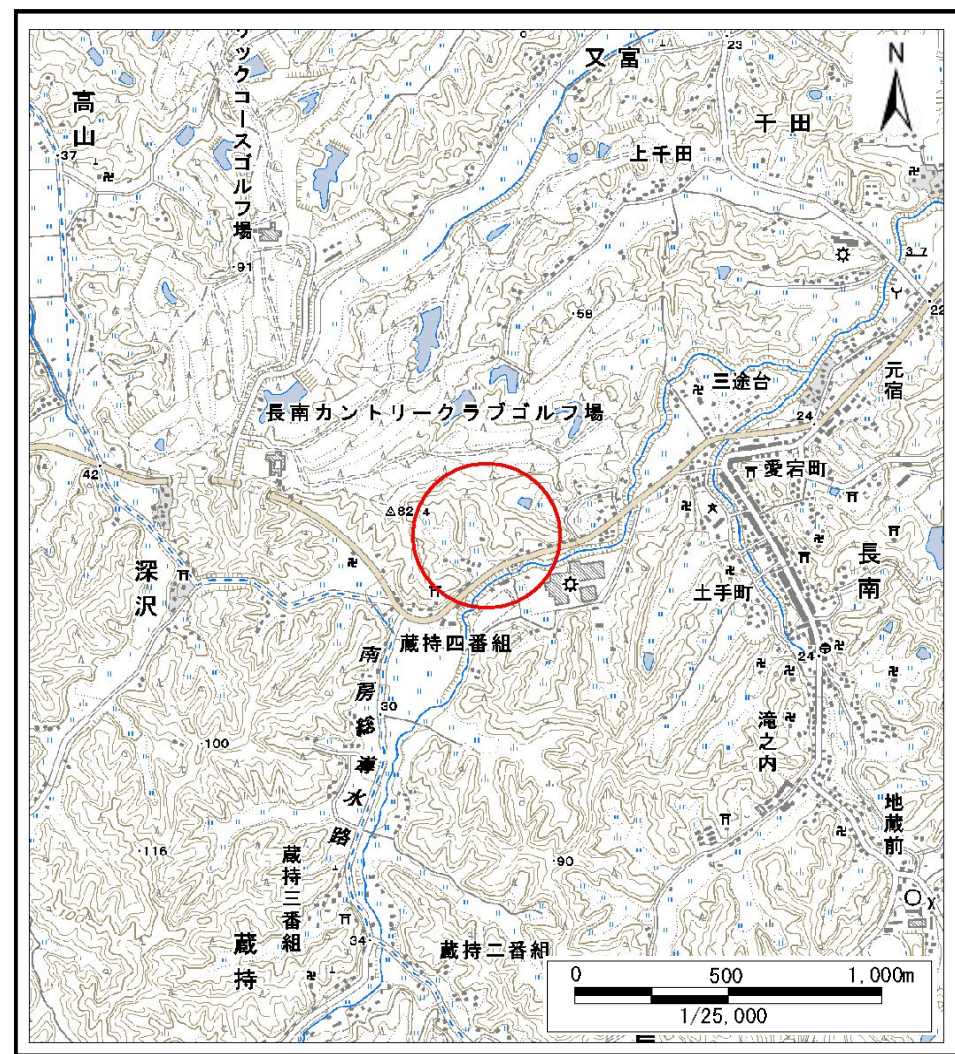 又富
N
23
高山
ックコースゴルフ場
千田
上千田
37
50
91
37
58
22
三途台
元宿
長南カントリークラブゴルフ場
24
42
愛宕町
82.4
長南
深沢
土手町
蔵持四番組
24
南房総導水路
30
滝之内
100
地蔵前
116
蔵持三番組
90
100
34
蔵持
蔵持二番組
0 500 1,000m
1/25,000